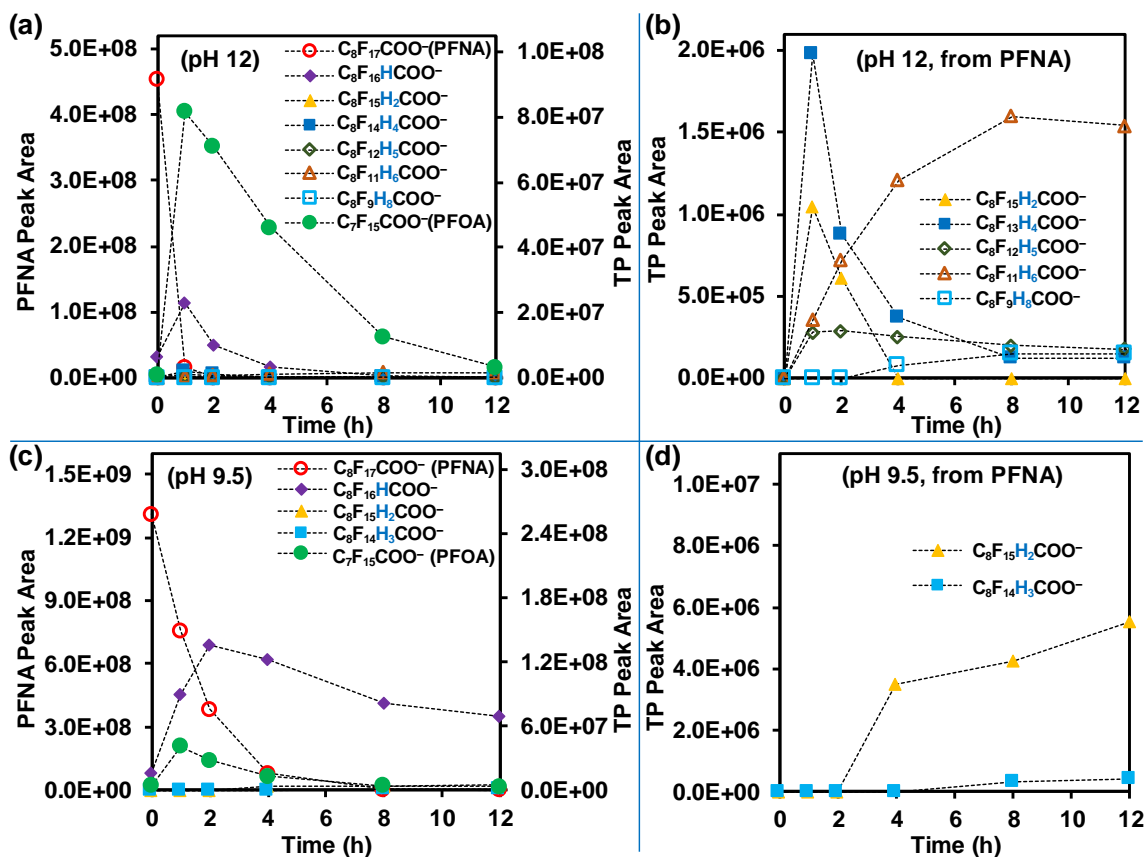 (a)
(pH 12)
C₈F₁₇COO⁻(PFNA)
C₈F₁₆HCOO⁻
C₈F₁₅H₂COO⁻
C₈F₁₄H₄COO⁻
C₈F₁₂H₅COO⁻
C₈F₁₁H₆COO⁻
C₈F₉H₈COO⁻
C₇F₁₅COO⁻(PFOA)
PFNA Peak Area
5.0E+08
4.0E+08
3.0E+08
2.0E+08
1.0E+08
0.0E+00
1.0E+08
8.0E+07
6.0E+07
4.0E+07
2.0E+07
0.0E+00
TP Peak Area
0 2 4 6 8 10 12
Time (h)
(b)
(pH 12, from PFNA)
C₈F₁₅H₂COO⁻
C₈F₁₃H₄COO⁻
C₈F₁₂H₅COO⁻
C₈F₁₁H₆COO⁻
C₈F₉H₈COO⁻
TP Peak Area
2.0E+06
1.5E+06
1.0E+06
5.0E+05
0.0E+00
0 2 4 6 8 10 12
Time (h)
(c)
(pH 9.5)
C₈F₁₇COO⁻ (PFNA)
C₈F₁₆HCOO⁻
C₈F₁₅H₂COO⁻
C₈F₁₄H₃COO⁻
C₇F₁₅COO⁻ (PFOA)
PFNA Peak Area
1.5E+09
1.2E+09
9.0E+08
6.0E+08
3.0E+08
0.0E+00
3.0E+08
2.4E+08
1.8E+08
1.2E+08
6.0E+07
0.0E+00
TP Peak Area
0 2 4 6 8 10 12
Time (h)
(d)
(pH 9.5, from PFNA)
C₈F₁₅H₂COO⁻
C₈F₁₄H₃COO⁻
TP Peak Area
1.0E+07
8.0E+06
6.0E+06
4.0E+06
2.0E+06
0.0E+00
0 2 4 6 8 10 12
Time (h)